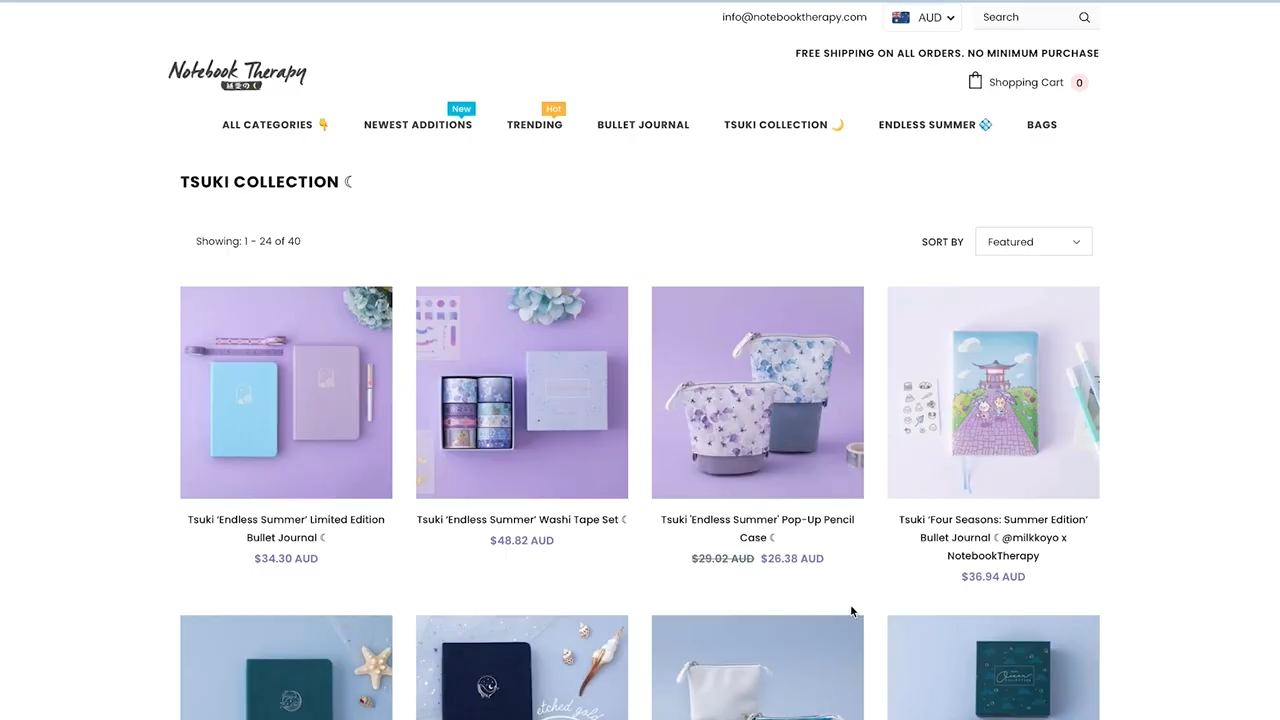 info@notebooktherapy.com
AUD
Search
FREE SHIPPING ON ALL ORDERS. NO MINIMUM PURCHASE
Notebook Therapy
Shopping Cart 0
New
Hot
ALL CATEGORIES 👇
NEWEST ADDITIONS
TRENDING
BULLET JOURNAL
TSUKI COLLECTION 🌙
ENDLESS SUMMER 💠
BAGS
TSUKI COLLECTION ☾
Showing: 1 - 24 of 40
SORT BY
Featured
Tsuki ‘Endless Summer’ Limited Edition
Bullet Journal ☾
$34.30 AUD
Tsuki ‘Endless Summer’ Washi Tape Set ☾
$48.82 AUD
Tsuki 'Endless Summer' Pop-Up Pencil
Case ☾
$29.02 AUD $26.38 AUD
Tsuki ‘Four Seasons: Summer Edition’
Bullet Journal ☾ @milkkoyo x
NotebookTherapy
$36.94 AUD
etched gold